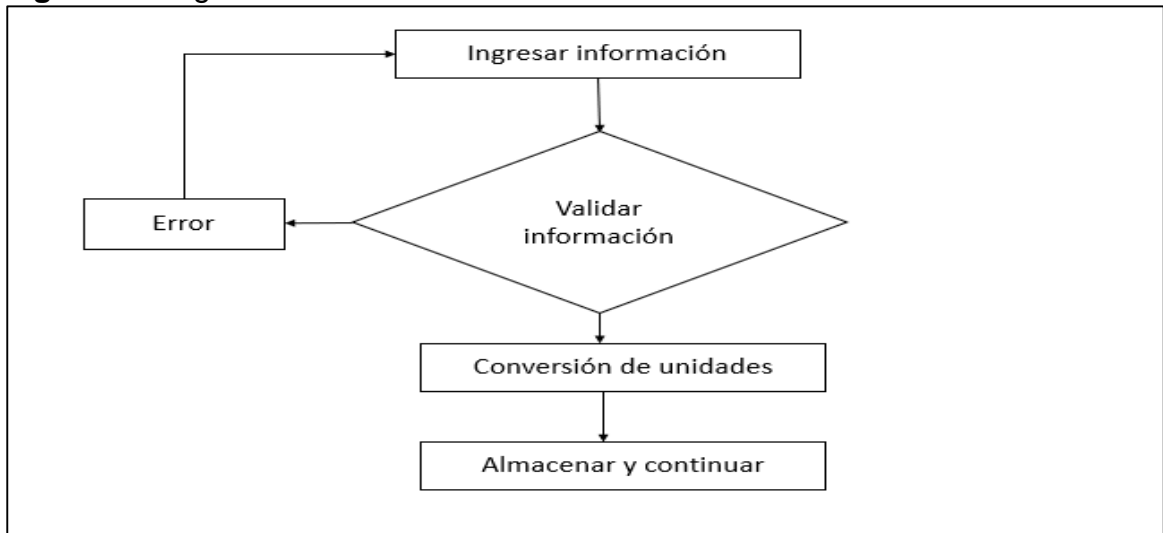 Ingresar información
Error
Validar
información
Conversión de unidades
Almacenar y continuar